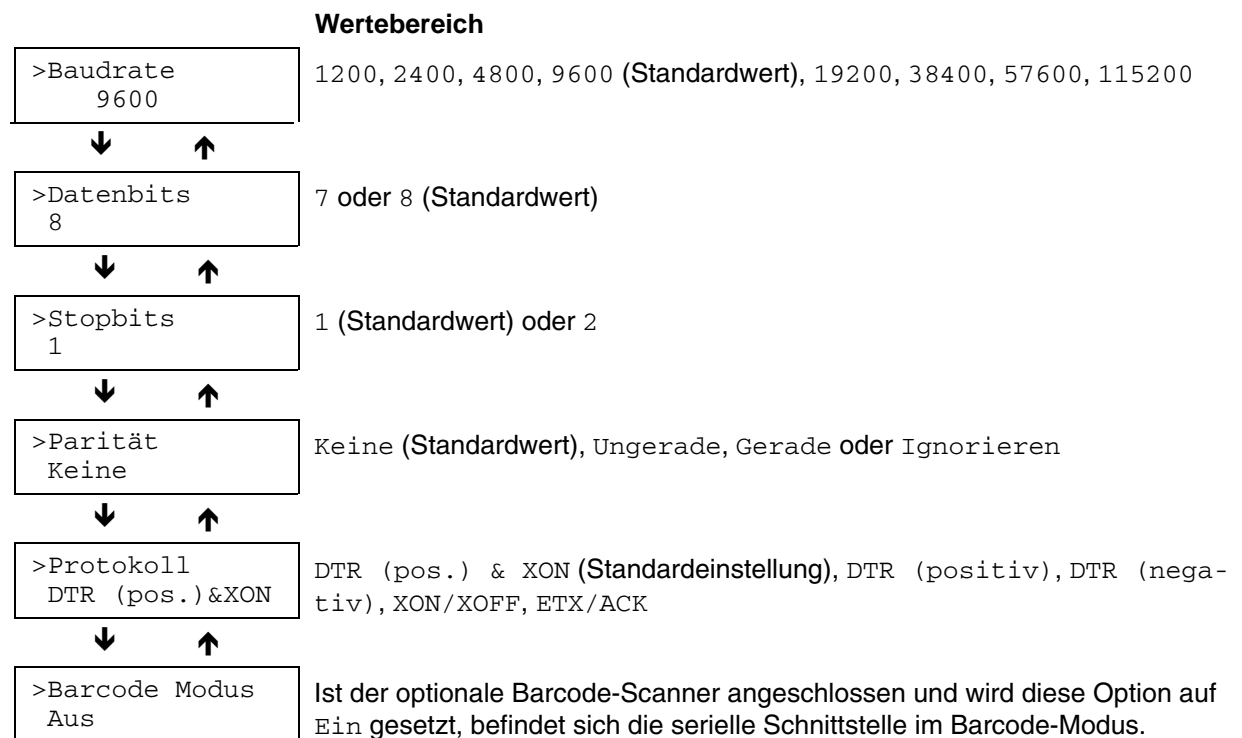 Wertebereich
>Baudrate
9600
1200, 2400, 4800, 9600 (Standardwert), 19200, 38400, 57600, 115200
>Datenbits
8
7 oder 8 (Standardwert)
>Stopbits
1
1 (Standardwert) oder 2
>Parität
Keine
Keine (Standardwert), Ungerade, Gerade oder Ignorieren
>Protokoll
DTR (pos.)&XON
DTR (pos.) & XON (Standardeinstellung), DTR (positiv), DTR (nega-
tiv), XON/XOFF, ETX/ACK
>Barcode Modus
Aus
Ist der optionale Barcode-Scanner angeschlossen und wird diese Option auf
Ein gesetzt, befindet sich die serielle Schnittstelle im Barcode-Modus.